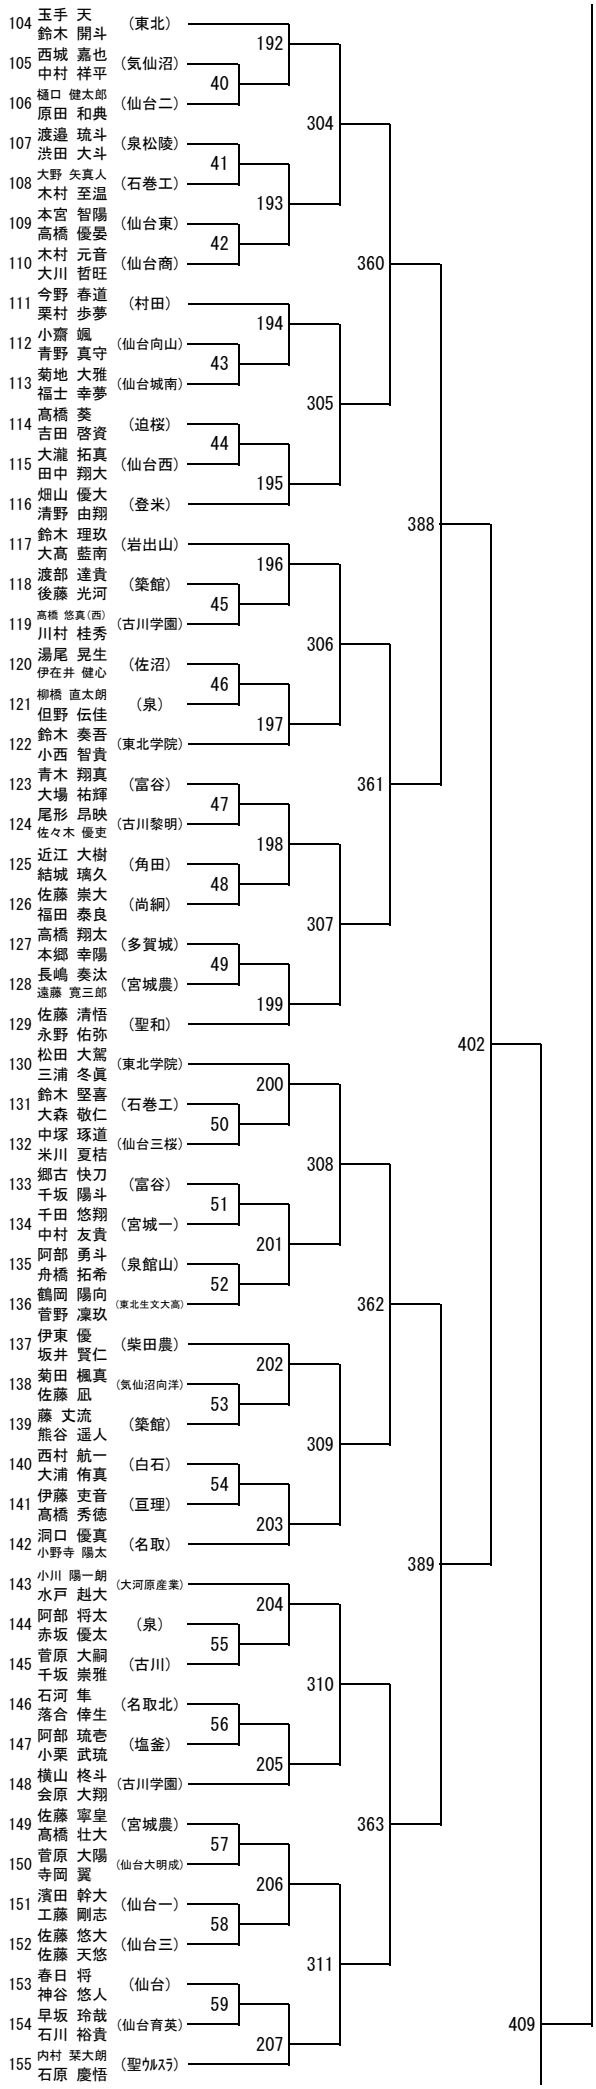 104 玉手 天 (東北)
鈴木 開斗
105 西城 嘉也 (気仙沼)
中村 祥平
106 樋口 健太郎 (仙台二)
原田 和典
107 渡邉 琉斗 (泉松陵)
渋田 大斗
108 大野 矢真人 (石巻工)
木村 至温
109 本宮 智陽 (仙台東)
高橋 優晏
110 木村 元音 (仙台商)
大川 哲旺
111 今野 春道 (村田)
栗村 歩夢
112 小齋 颯 (仙台向山)
青野 真守
113 菊地 大雅 (仙台城南)
福士 幸夢
114 髙橋 葵 (迫桜)
吉田 啓資
115 大瀧 拓真 (仙台西)
田中 翔大
116 畑山 優大 (登米)
清野 由翔
117 鈴木 理玖 (岩出山)
大髙 藍南
118 渡部 達貴 (築館)
後藤 光河
119 髙橋 悠真(西) (古川学園)
川村 桂秀
120 湯尾 晃生 (佐沼)
伊在井 健心
121 柳橋 直太朗 (泉)
但野 伝佳
122 鈴木 奏吾 (東北学院)
小西 智貴
123 青木 翔真 (富谷)
大場 祐輝
124 尾形 昂映 (古川黎明)
佐々木 優吏
125 近江 大樹 (角田)
結城 璃久
126 佐藤 崇大 (尚絅)
福田 泰良
127 高橋 翔太 (多賀城)
本郷 幸陽
128 長嶋 奏汰 (宮城農)
遠藤 寛三郎
129 佐藤 清悟 (聖和)
永野 佑弥
130 松田 大駕 (東北学院)
三浦 冬眞
131 鈴木 堅喜 (石巻工)
大森 敬仁
132 中塚 琢道 (仙台三桜)
米川 夏桔
133 郷古 快刀 (富谷)
千坂 陽斗
134 千田 悠翔 (宮城一)
中村 友貴
135 阿部 勇斗 (泉館山)
舟橋 拓希
136 鶴岡 陽向 (東北生文大高)
菅野 凜玖
137 伊東 優 (柴田農)
坂井 賢仁
138 菊田 楓真 (気仙沼向洋)
佐藤 凪
139 藤 丈流 (築館)
熊谷 遥人
140 西村 航一 (白石)
大浦 侑真
141 伊藤 吏音 (亘理)
髙橋 秀徳
142 洞口 優真 (名取)
小野寺 陽太
143 小川 陽一朗 (大河原産業)
水戸 赳大
144 阿部 将太 (泉)
赤坂 優太
145 菅原 大嗣 (古川)
千坂 崇雅
146 石河 隼 (名取北)
落合 倖生
147 阿部 琉壱 (塩釜)
小栗 武琉
148 横山 柊斗 (古川学園)
会原 大翔
149 佐藤 寧皇 (宮城農)
髙橋 壮大
150 菅原 大陽 (仙台大明成)
寺岡 翼
151 濱田 幹大 (仙台一)
工藤 剛志
152 佐藤 悠大 (仙台三)
佐藤 天悠
153 春日 将 (仙台)
神谷 悠人
154 早坂 玲哉 (仙台育英)
石川 裕貴
155 内村 栞大朗 (聖ウルスラ)
石原 慶悟
40
41
42
43
44
45
46
47
48
49
50
51
52
53
54
55
56
57
58
59
192
193
194
195
196
197
198
199
200
201
202
203
204
205
206
207
304
305
306
307
308
309
310
311
360
361
362
363
388
389
402
409